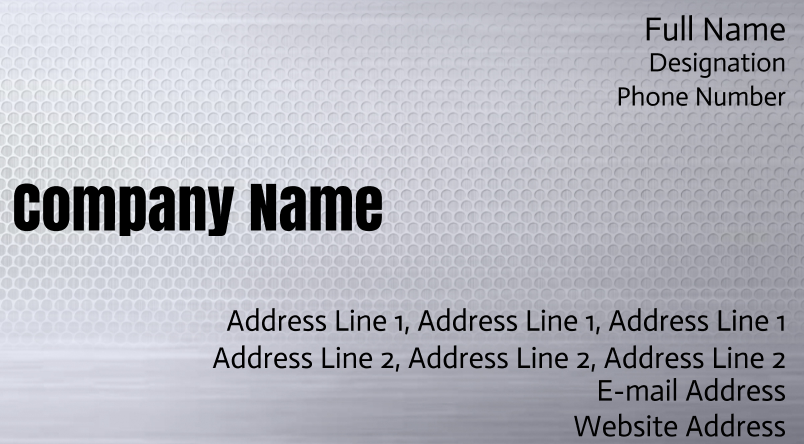 Full Name
Designation
Phone Number
Company Name
Address Line 1, Address Line 1, Address Line 1
Address Line 2, Address Line 2, Address Line 2
E-mail Address
Website Address